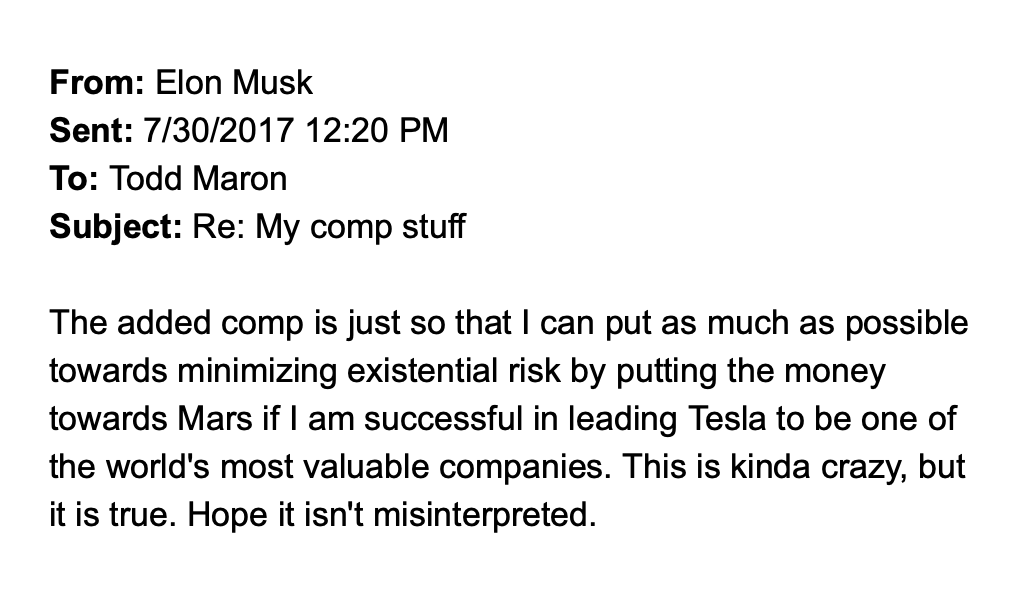 From: Elon Musk
Sent: 7/30/2017 12:20 PM
To: Todd Maron
Subject: Re: My comp stuff
The added comp is just so that I can put as much as possible
towards minimizing existential risk by putting the money
towards Mars if I am successful in leading Tesla to be one of
the world's most valuable companies. This is kinda crazy, but
it is true. Hope it isn't misinterpreted.